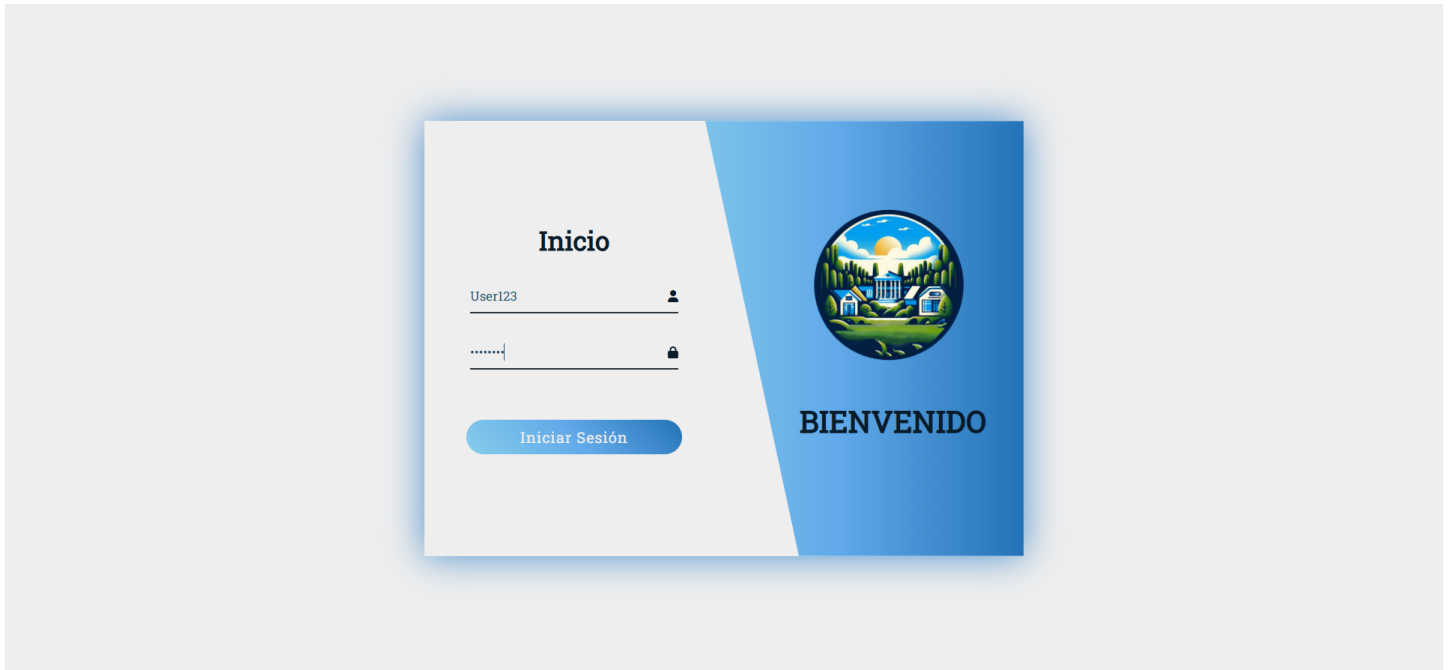 Inicio
User123
••••••••
Iniciar Sesión
BIENVENIDO